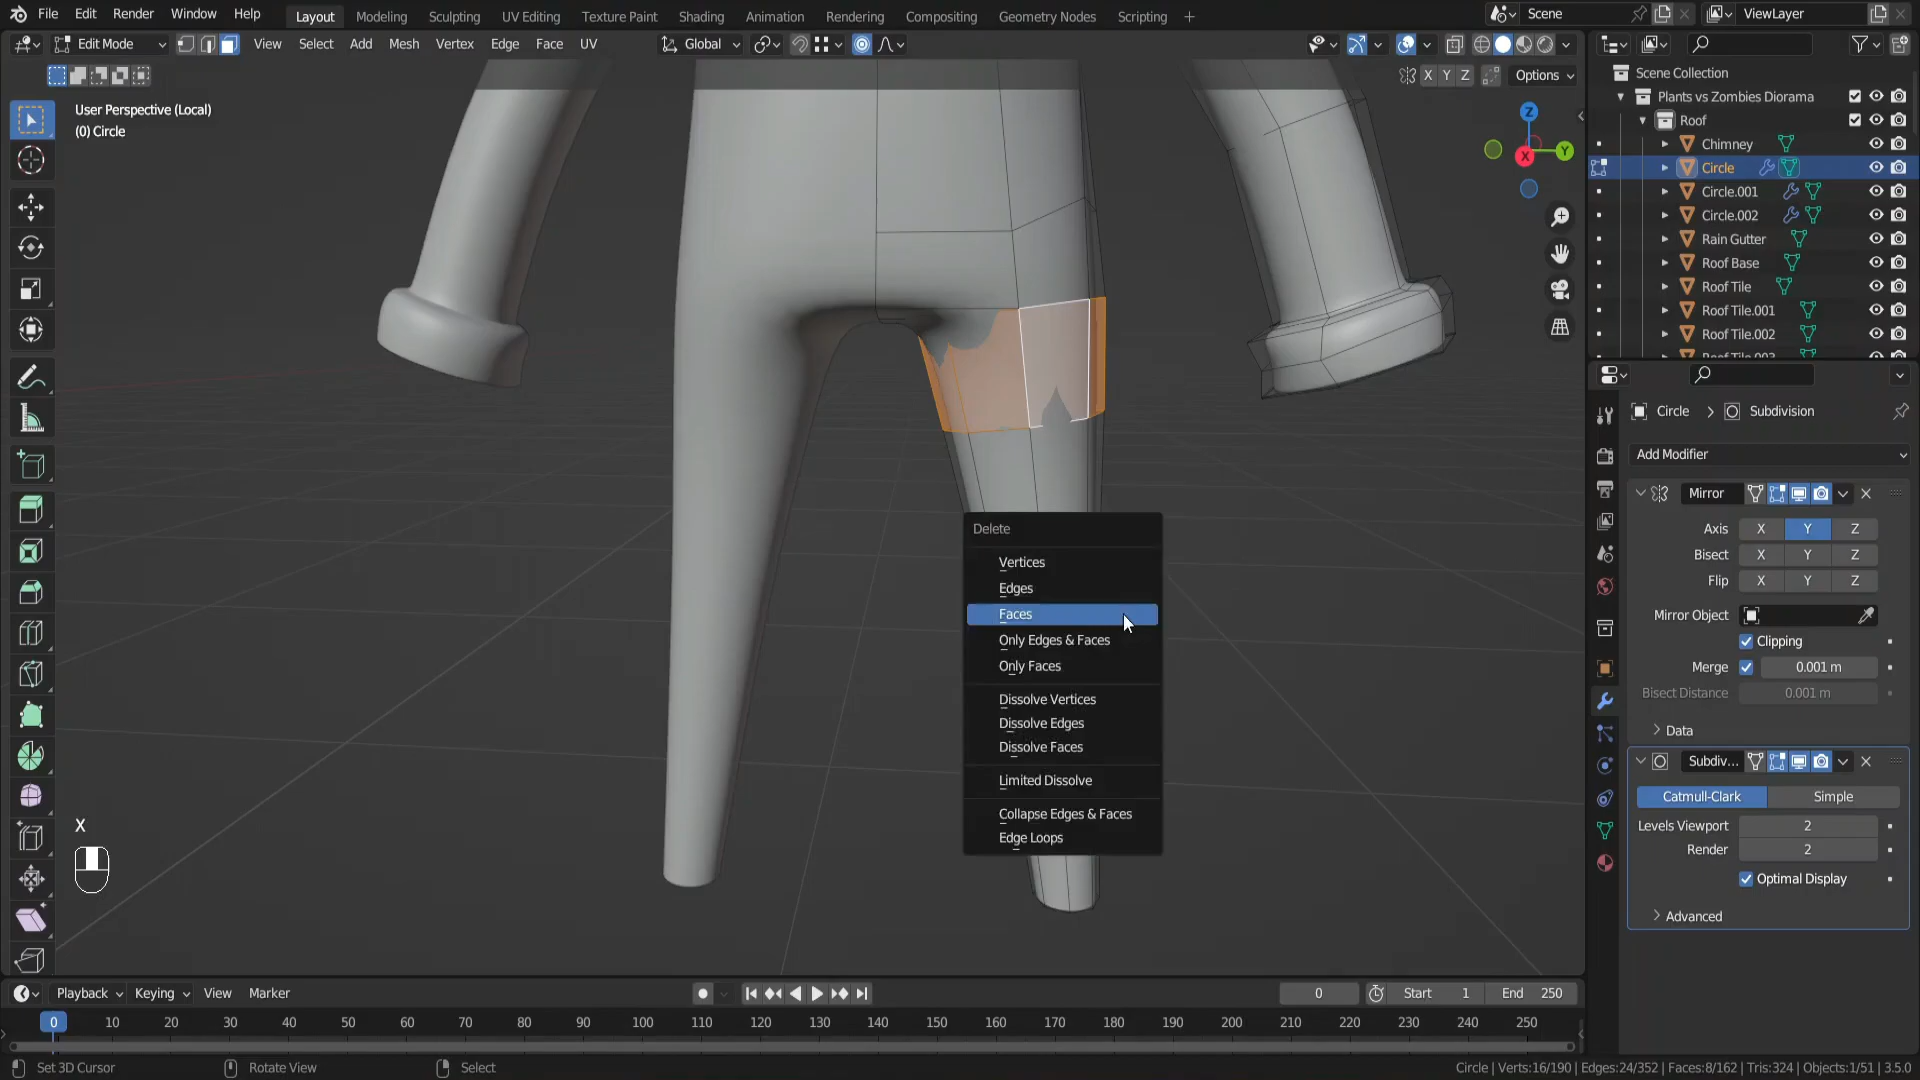 File Edit Render Window Help Layout Modeling Sculpting UV Editing Texture Paint Shading Animation Rendering Compositing Geometry Nodes Scripting + Scene ViewLayer
Edit Mode View Select Add Mesh Vertex Edge Face UV Global
X Y Z Options
User Perspective (Local)
(0) Circle
Z
X
Y
Scene Collection
Plants vs Zombies Diorama
Roof
Chimney
Circle
Circle.001
Circle.002
Rain Gutter
Roof Base
Roof Tile
Roof Tile.001
Roof Tile.002
Roof Tile.003
Circle > Subdivision
Add Modifier
Mirror
Axis X Y Z
Bisect X Y Z
Flip X Y Z
Mirror Object
Clipping
Merge 0.001 m
Bisect Distance 0.001 m
Data
Subdiv...
Catmull-Clark Simple
Levels Viewport 2
Render 2
Optimal Display
Advanced
Delete
Vertices
Edges
Faces
Only Edges & Faces
Only Faces
Dissolve Vertices
Dissolve Edges
Dissolve Faces
Limited Dissolve
Collapse Edges & Faces
Edge Loops
X
Playback Keying View Marker 0 Start 1 End 250
0 10 20 30 40 50 60 70 80 90 100 110 120 130 140 150 160 170 180 190 200 210 220 230 240 250
Set 3D Cursor Rotate View Select Circle | Verts:16/190 | Edges:24/352 | Faces:8/162 | Tris:324 | Objects:1/51 | 3.5.0